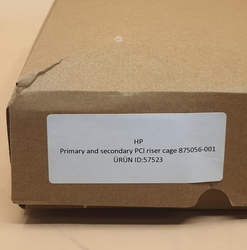 HP
Primary and secondary PCI riser cage 875056-001
ÜRÜN ID:57523